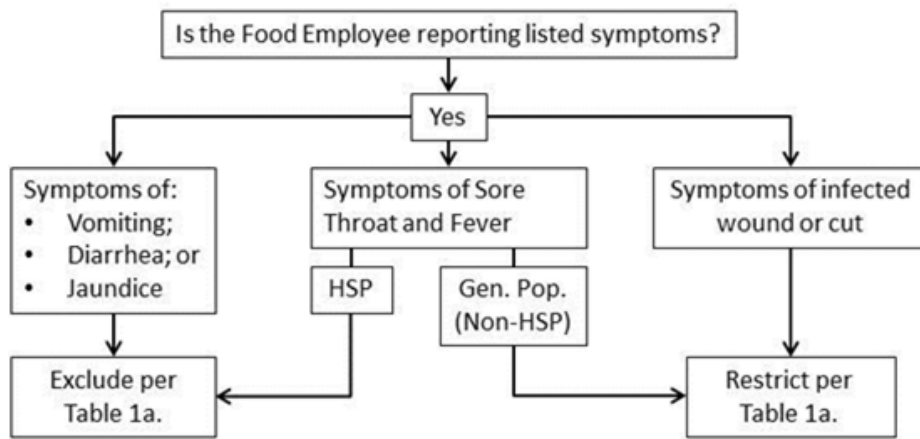 Is the Food Employee reporting listed symptoms?
Yes
Symptoms of:
• Vomiting;
• Diarrhea; or
• Jaundice
Symptoms of Sore
Throat and Fever
Symptoms of infected
wound or cut
HSP
Gen. Pop.
(Non-HSP)
Exclude per
Table 1a.
Restrict per
Table 1a.